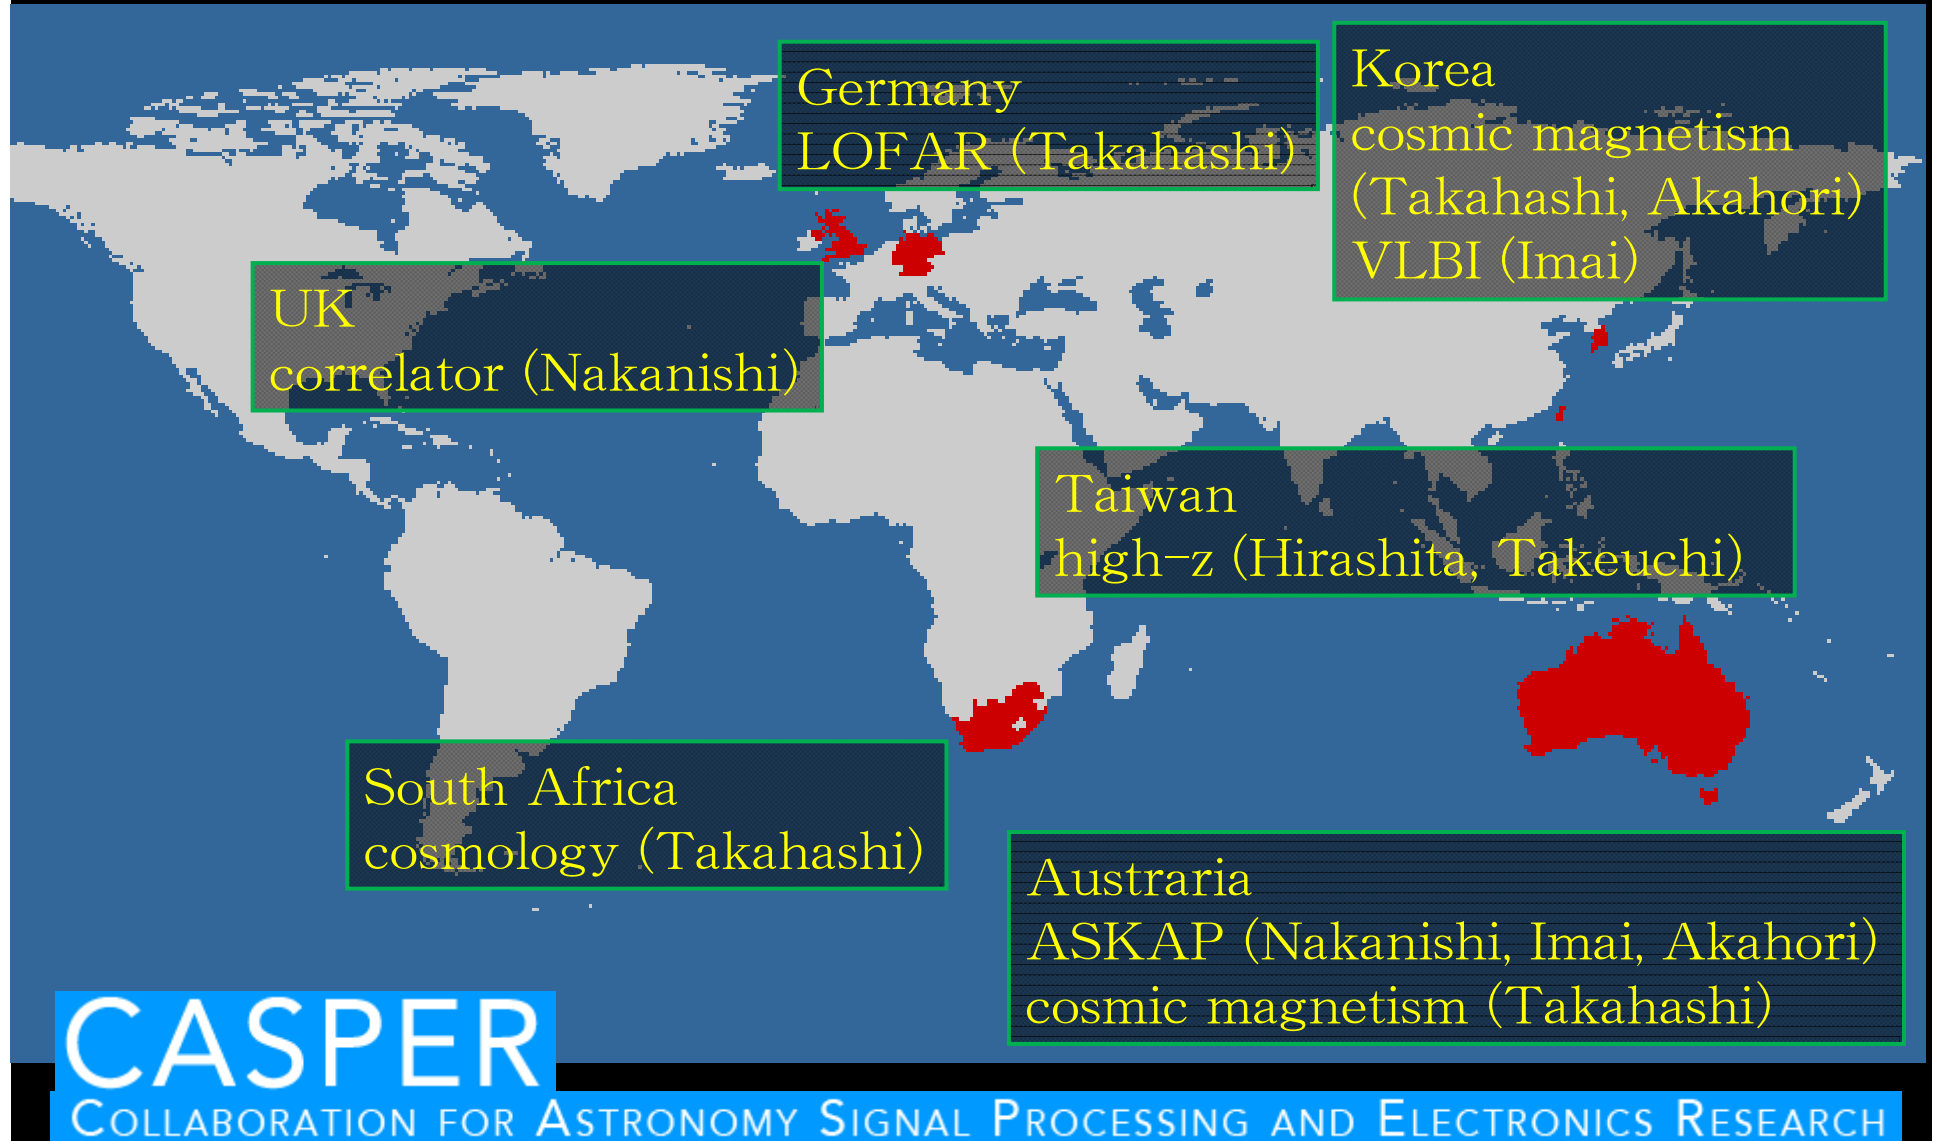 Germany
LOFAR (Takahashi)
Korea
cosmic magnetism
(Takahashi, Akahori)
VLBI (Imai)
UK
correlator (Nakanishi)
Taiwan
high-z (Hirashita, Takeuchi)
South Africa
cosmology (Takahashi)
Austraria
ASKAP (Nakanishi, Imai, Akahori)
cosmic magnetism (Takahashi)
CASPER
COLLABORATION FOR ASTRONOMY SIGNAL PROCESSING AND ELECTRONICS RESEARCH